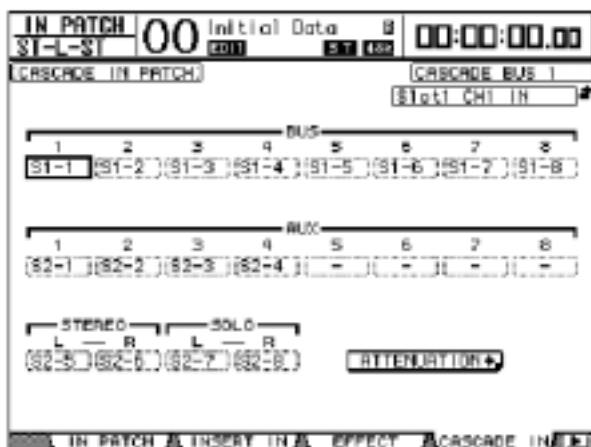 IN PATCH 00 Initial Data 00:00:00.00
ST-L-ST EDIT ST 48k
CASCADE IN PATCH CASCADE BUS 1
Slot1 CH1 IN
BUS
1 2 3 4 5 6 7 8
S1-1 S1-2 S1-3 S1-4 S1-5 S1-6 S1-7 S1-8
AUX
1 2 3 4 5 6 7 8
S2-1 S2-2 S2-3 S2-4 - - - -
STEREO SOLO
L — R L — R
S2-5 S2-6 S2-7 S2-8 ATTENUATION
IN PATCH INSERT IN EFFECT CASCADE IN